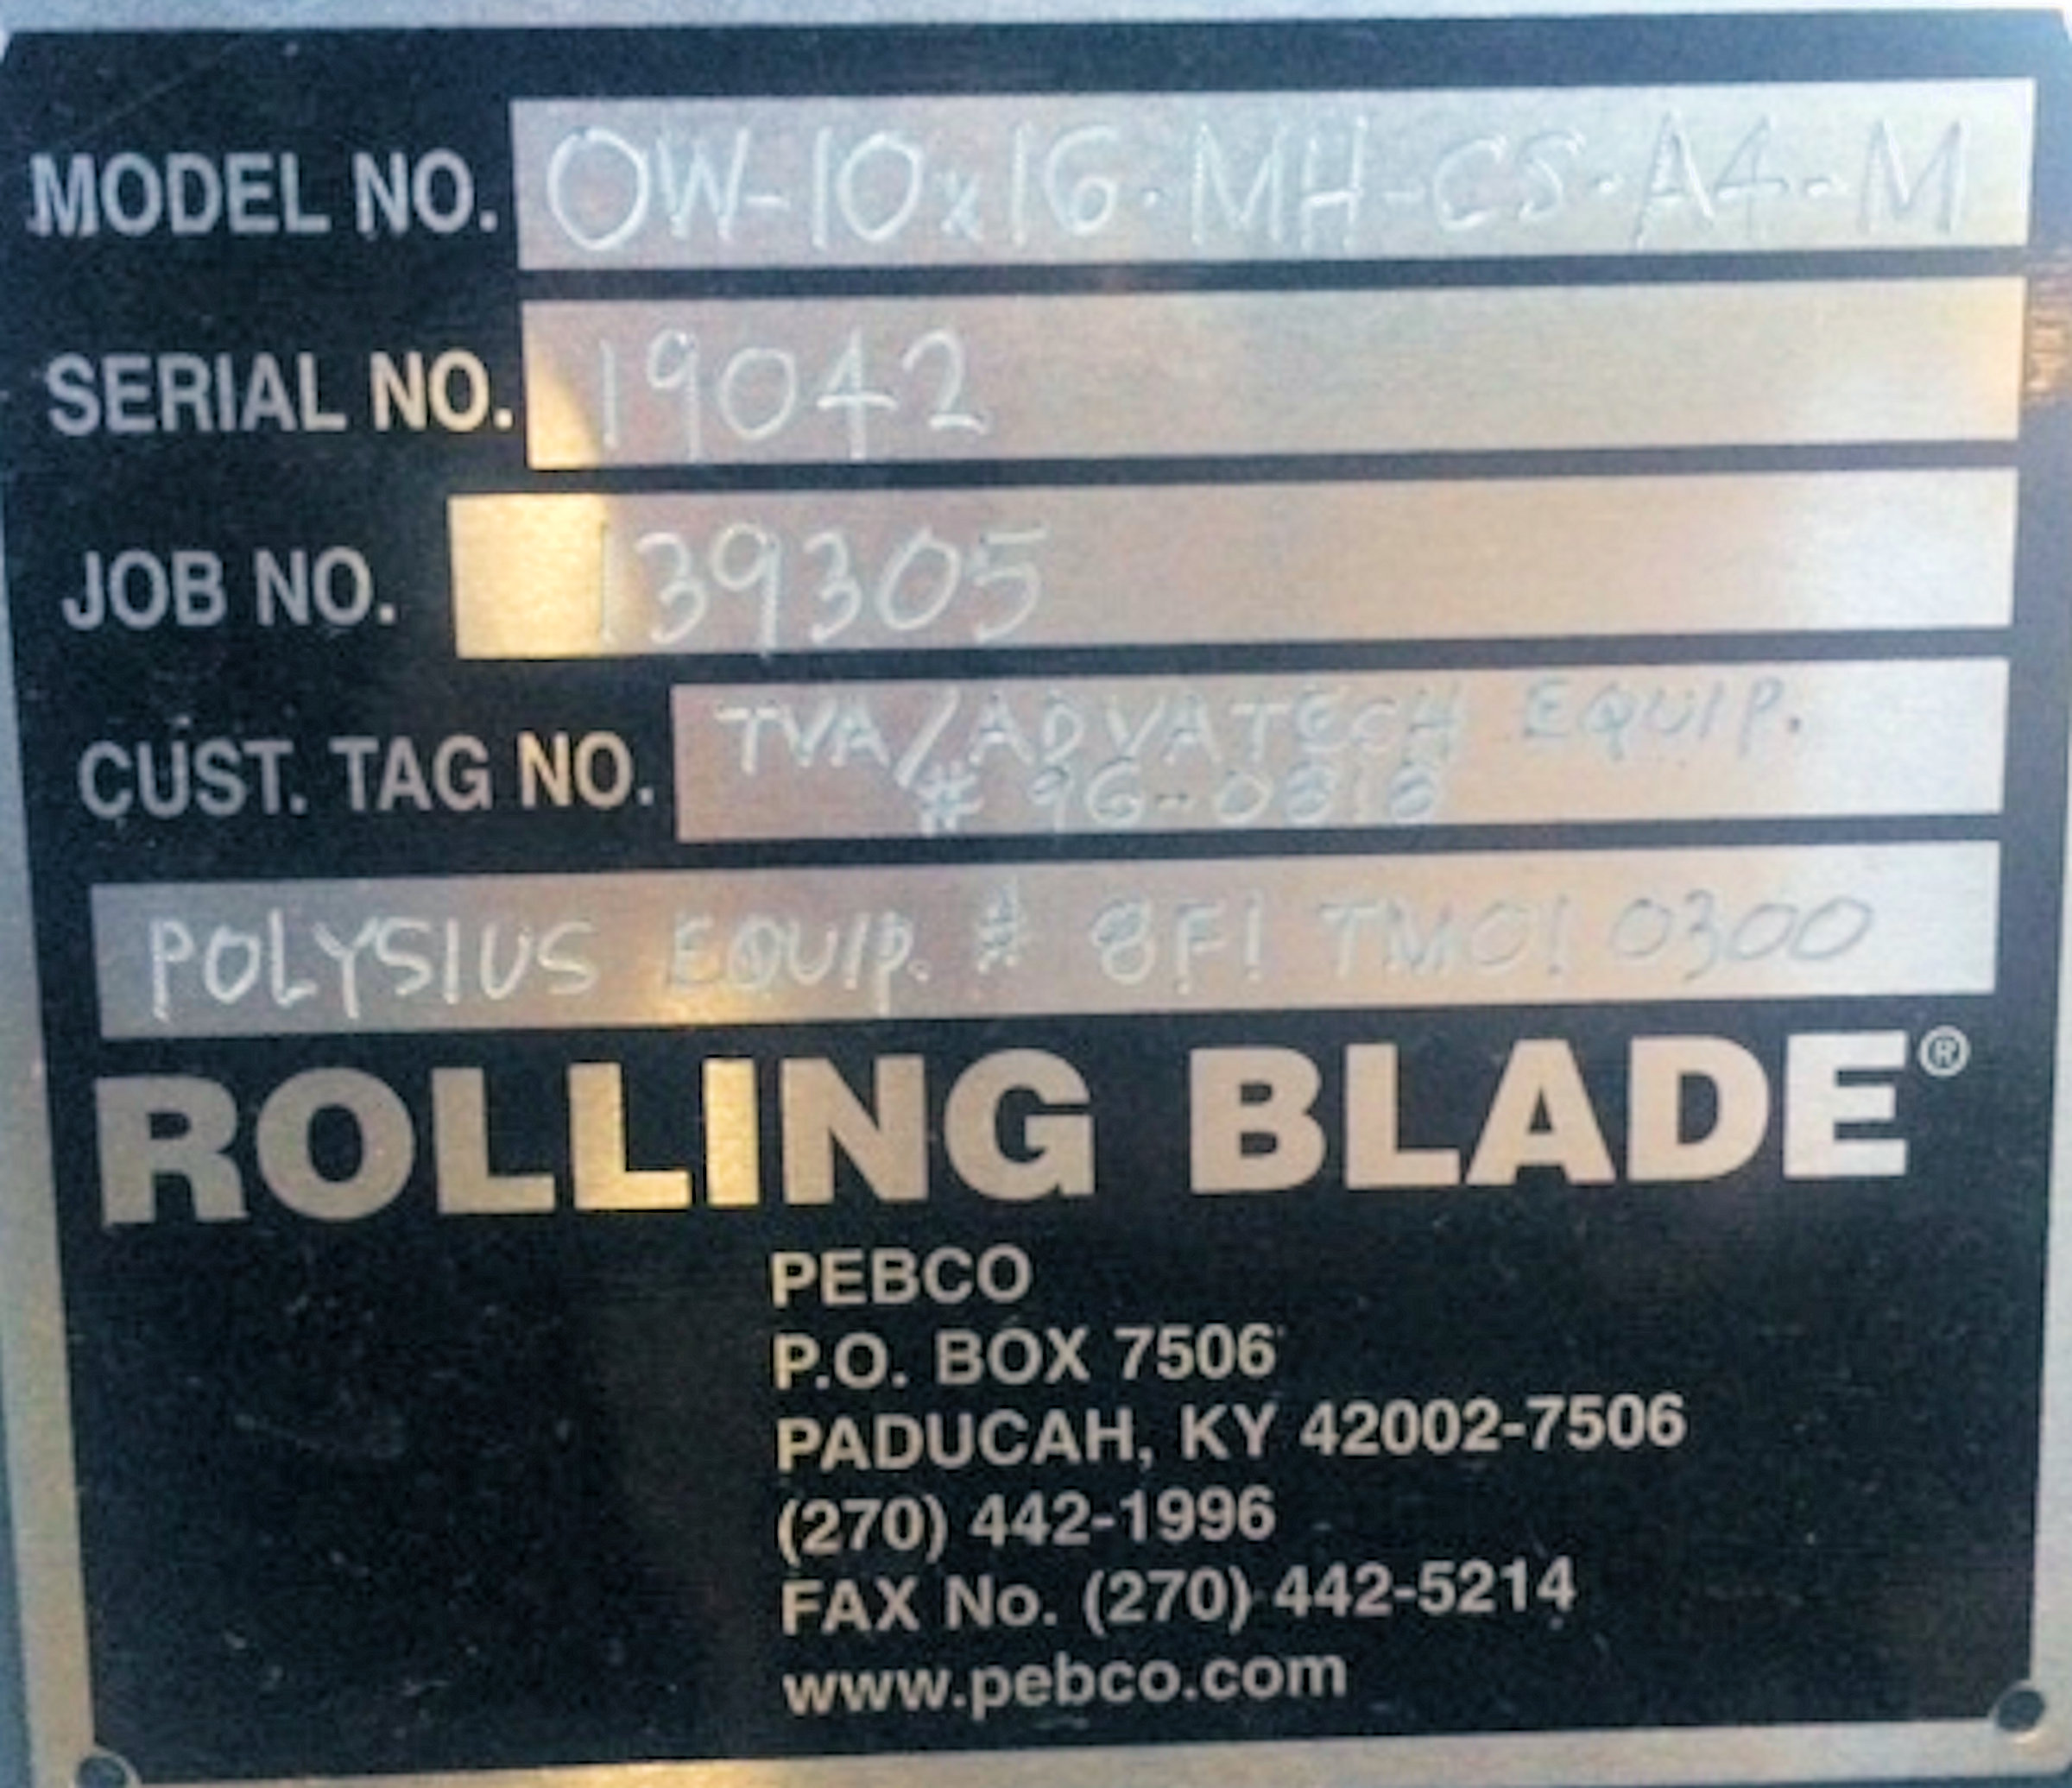 MODEL NO. OW-10x16-MH-CS-A4-M
SERIAL NO. 19042
JOB NO. 139305
CUST. TAG NO. TVA/ADVATECH EQUIP.
# 96-0313
POLYSIUS EQUIP. # 8F1 TM01 0300
ROLLING BLADE®
PEBCO
P.O. BOX 7506
PADUCAH, KY 42002-7506
(270) 442-1996
FAX No. (270) 442-5214
www.pebco.com